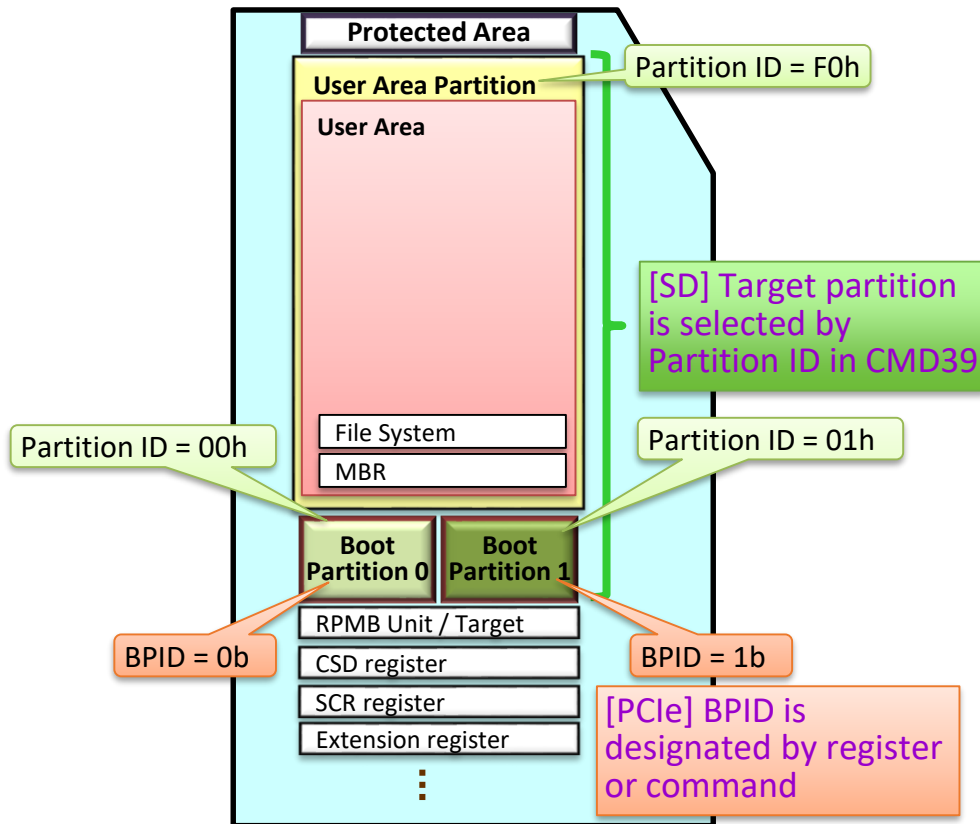 Protected Area
Partition ID = F0h
User Area Partition
User Area
[SD] Target partition
is selected by
Partition ID in CMD39
File System
Partition ID = 00h
Partition ID = 01h
MBR
Boot
Partition 0
Boot
Partition 1
RPMB Unit / Target
BPID = 0b
BPID = 1b
CSD register
SCR register
[PCIe] BPID is
designated by register
or command
Extension register